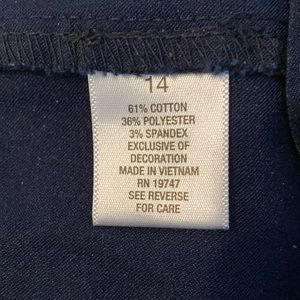 14
61% COTTON
36% POLYESTER
3% SPANDEX
EXCLUSIVE OF
DECORATION
MADE IN VIETNAM
RN 19747
SEE REVERSE
FOR CARE